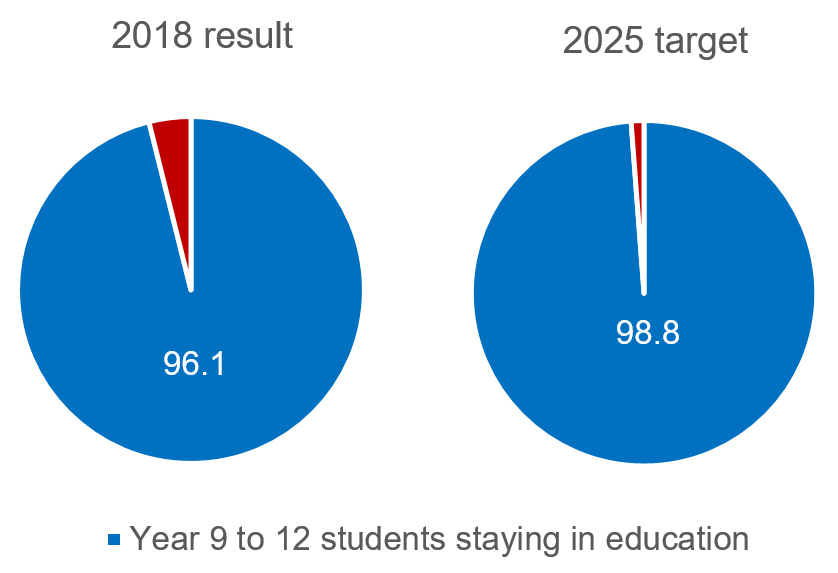 2018 result
2025 target
96.1
98.8
Year 9 to 12 students staying in education